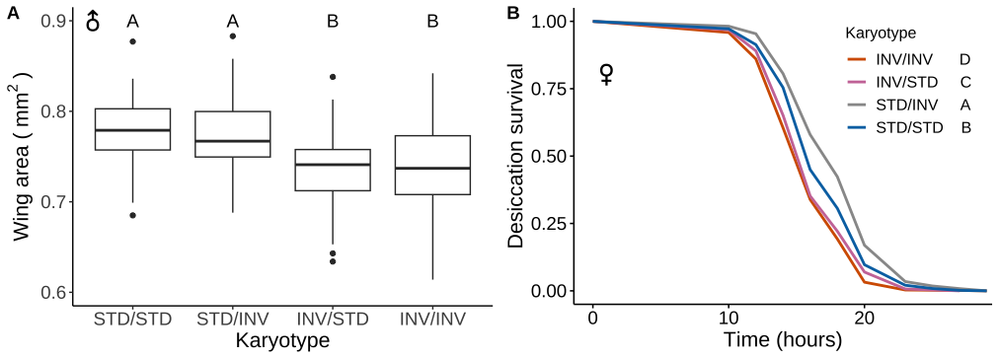 A
♂
A A B B
0.9
0.8
0.7
0.6
Wing area ( mm² )
STD/STD STD/INV INV/STD INV/INV
Karyotype
B
♀
1.00
0.75
0.50
0.25
0.00
Desiccation survival
Karyotype
INV/INV D
INV/STD C
STD/INV A
STD/STD B
0 10 20
Time (hours)